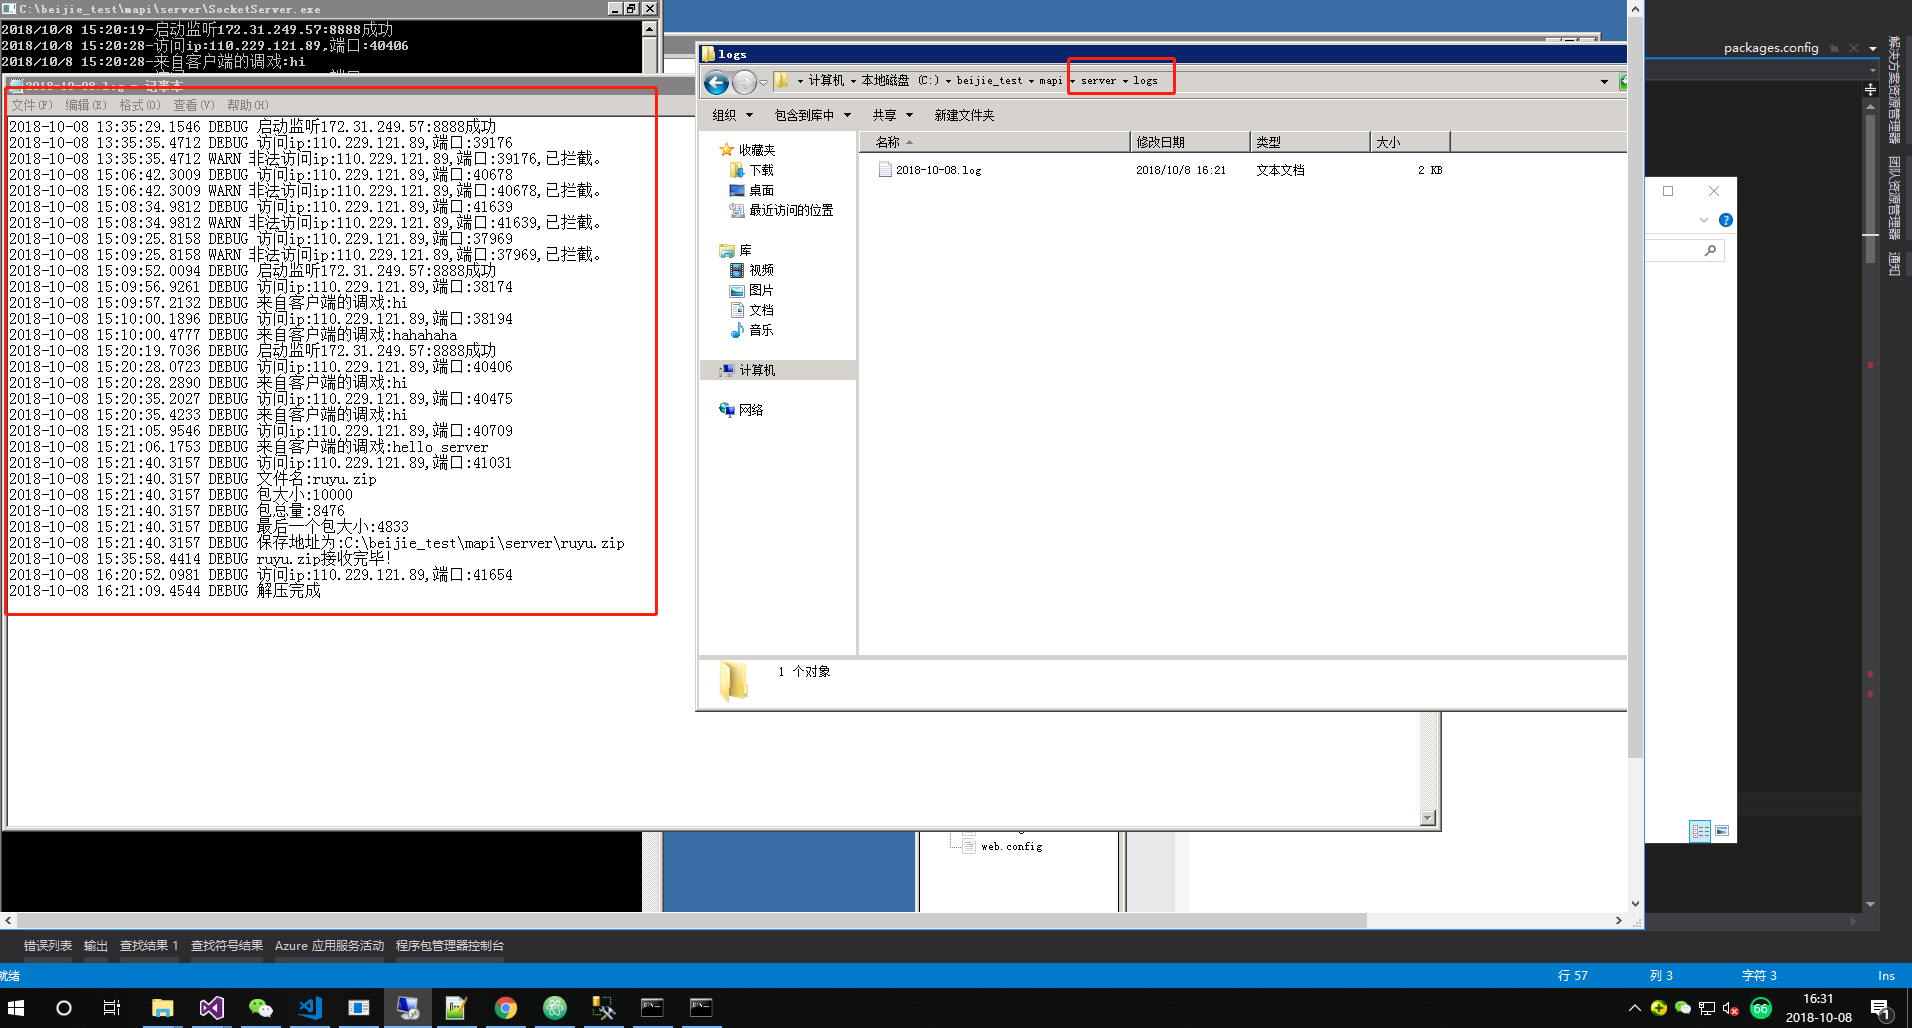 C:\beijie_test\mapi\server\SocketServer.exe
2018/10/8 15:20:19-启动监听172.31.249.57:8888成功
2018/10/8 15:20:28-访问ip:110.229.121.89,端口:40406
2018/10/8 15:20:28-来自客户端的调戏:hi
2018-10-08.log - 记事本
文件(F) 编辑(E) 格式(O) 查看(V) 帮助(H)
2018-10-08 13:35:29.1546 DEBUG 启动监听172.31.249.57:8888成功
2018-10-08 13:35:35.4712 DEBUG 访问ip:110.229.121.89,端口:39176
2018-10-08 13:35:35.4712 WARN 非法访问ip:110.229.121.89,端口:39176,已拦截。
2018-10-08 15:06:42.3009 DEBUG 访问ip:110.229.121.89,端口:40678
2018-10-08 15:06:42.3009 WARN 非法访问ip:110.229.121.89,端口:40678,已拦截。
2018-10-08 15:08:34.9812 DEBUG 访问ip:110.229.121.89,端口:41639
2018-10-08 15:08:34.9812 WARN 非法访问ip:110.229.121.89,端口:41639,已拦截。
2018-10-08 15:09:25.8158 DEBUG 访问ip:110.229.121.89,端口:37969
2018-10-08 15:09:25.8158 WARN 非法访问ip:110.229.121.89,端口:37969,已拦截。
2018-10-08 15:09:52.0094 DEBUG 启动监听172.31.249.57:8888成功
2018-10-08 15:09:56.9261 DEBUG 访问ip:110.229.121.89,端口:38174
2018-10-08 15:09:57.2132 DEBUG 来自客户端的调戏:hi
2018-10-08 15:10:00.1896 DEBUG 访问ip:110.229.121.89,端口:38194
2018-10-08 15:10:00.4777 DEBUG 来自客户端的调戏:hahahaha
2018-10-08 15:20:19.7036 DEBUG 启动监听172.31.249.57:8888成功
2018-10-08 15:20:28.0723 DEBUG 访问ip:110.229.121.89,端口:40406
2018-10-08 15:20:28.2890 DEBUG 来自客户端的调戏:hi
2018-10-08 15:20:35.2027 DEBUG 访问ip:110.229.121.89,端口:40475
2018-10-08 15:20:35.4233 DEBUG 来自客户端的调戏:hi
2018-10-08 15:21:05.9546 DEBUG 访问ip:110.229.121.89,端口:40709
2018-10-08 15:21:06.1753 DEBUG 来自客户端的调戏:hello server
2018-10-08 15:21:40.3157 DEBUG 访问ip:110.229.121.89,端口:41031
2018-10-08 15:21:40.3157 DEBUG 文件名:ruyu.zip
2018-10-08 15:21:40.3157 DEBUG 包大小:10000
2018-10-08 15:21:40.3157 DEBUG 包总量:8476
2018-10-08 15:21:40.3157 DEBUG 最后一个包大小:4833
2018-10-08 15:21:40.3157 DEBUG 保存地址为:C:\beijie_test\mapi\server\ruyu.zip
2018-10-08 15:35:58.4414 DEBUG ruyu.zip接收完毕!
2018-10-08 16:20:52.0981 DEBUG 访问ip:110.229.121.89,端口:41654
2018-10-08 16:21:09.4544 DEBUG 解压完成
logs
计算机 本地磁盘 (C:) beijie_test mapi server logs
组织 包含到库中 共享 新建文件夹
收藏夹
下载
桌面
最近访问的位置
库
视频
图片
文档
音乐
计算机
网络
名称 修改日期 类型 大小
2018-10-08.log 2018/10/8 16:21 文本文档 2 KB
1 个对象
web.config
packages.config
解决方案资源管理器
团队资源管理器
通知
错误列表 输出 查找结果 1 查找符号结果 Azure 应用服务活动 程序包管理器控制台
就绪 行 57 列 3 字符 3 Ins
66
16:31
2018-10-08
1